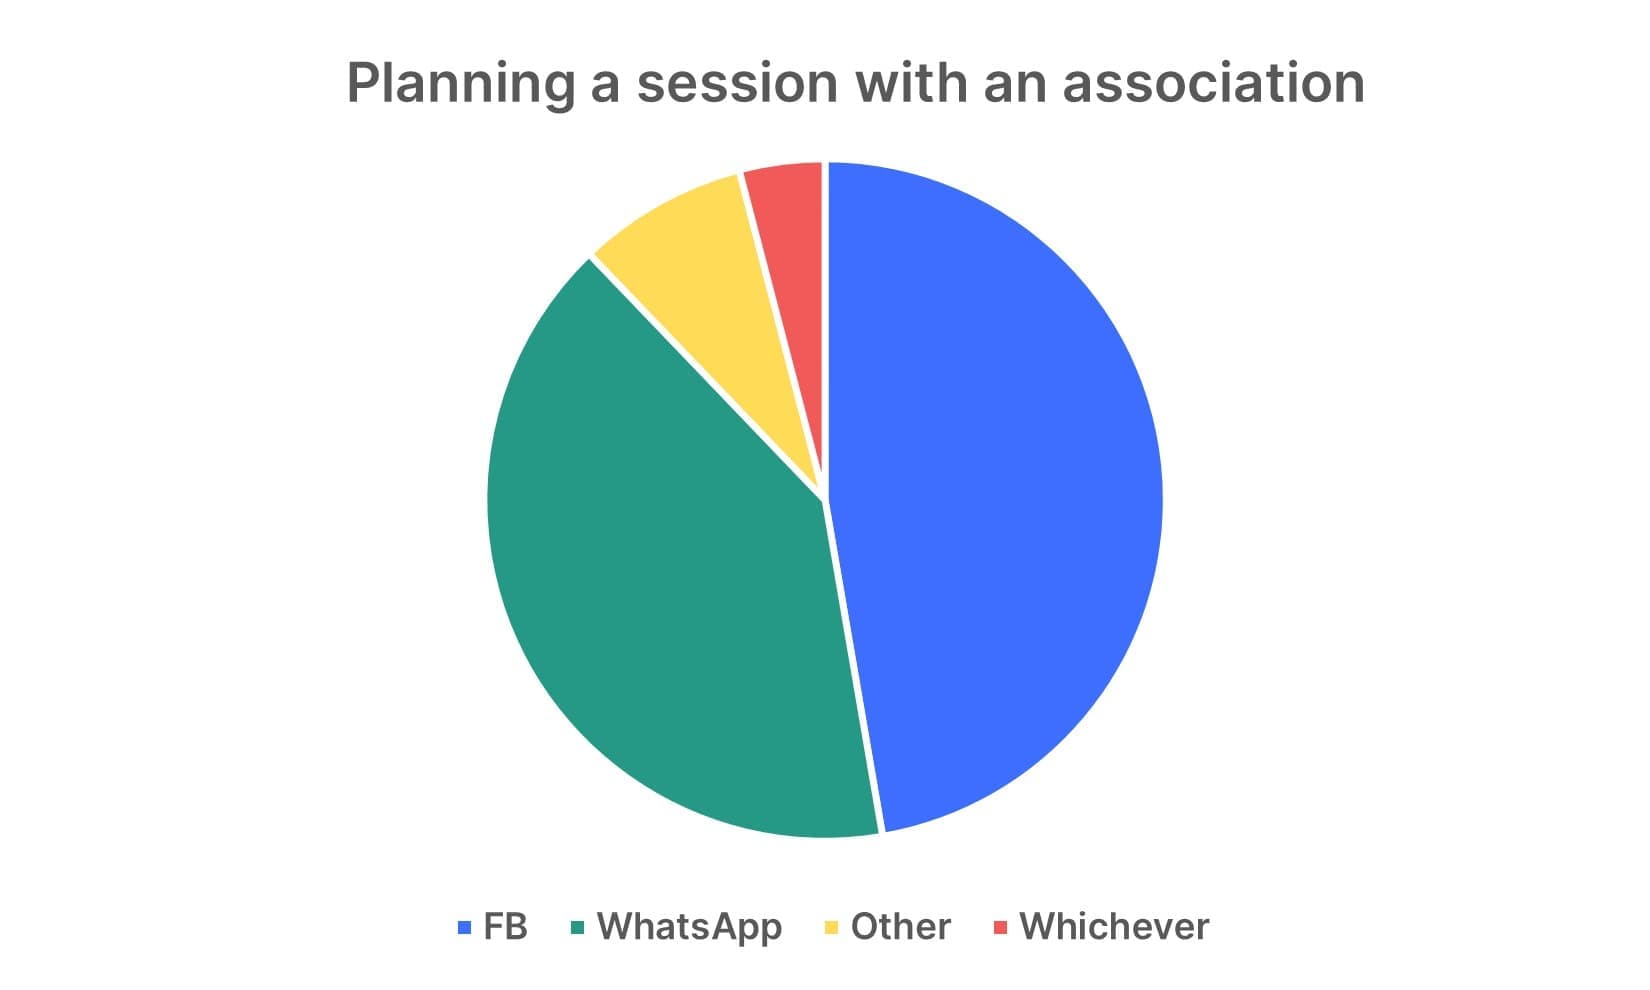 Planning a session with an association
FB WhatsApp Other Whichever